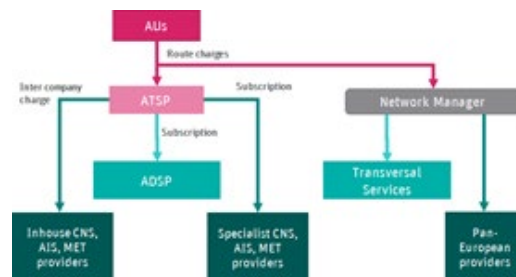 AUs
Route charges
Inter company
charge
Subscription
ATSP
Network Manager
Subscription
ADSP
Transversal
Services
Inhouse CNS,
AIS, MET
providers
Specialist CNS,
AIS, MET
providers
Pan-
European
providers